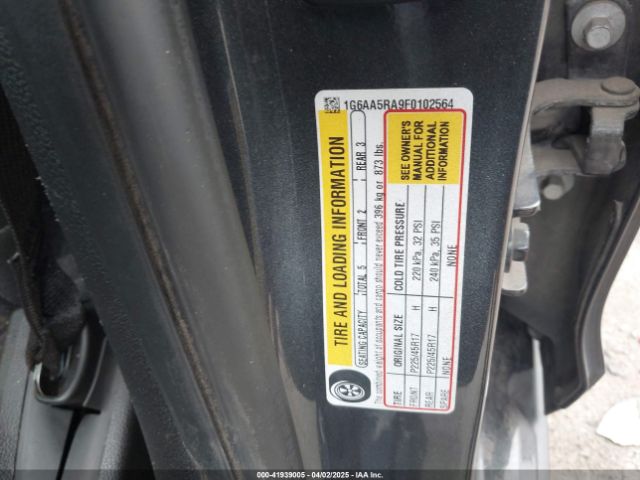 1G6AA5RA9F0102564
TIRE AND LOADING INFORMATION
SEATING CAPACITY TOTAL 5 FRONT 2 REAR 3
The combined weight of occupants and cargo should never exceed 396 kg or 873 lbs.
TIRE ORIGINAL SIZE COLD TIRE PRESSURE
FRONT P225/45R17 H 220 kPa, 32 PSI
REAR P225/45R17 H 240 kPa, 35 PSI
SPARE NONE NONE
SEE OWNER'S
MANUAL FOR
ADDITIONAL
INFORMATION
000-41939005 - 04/02/2025 - IAAI.COM